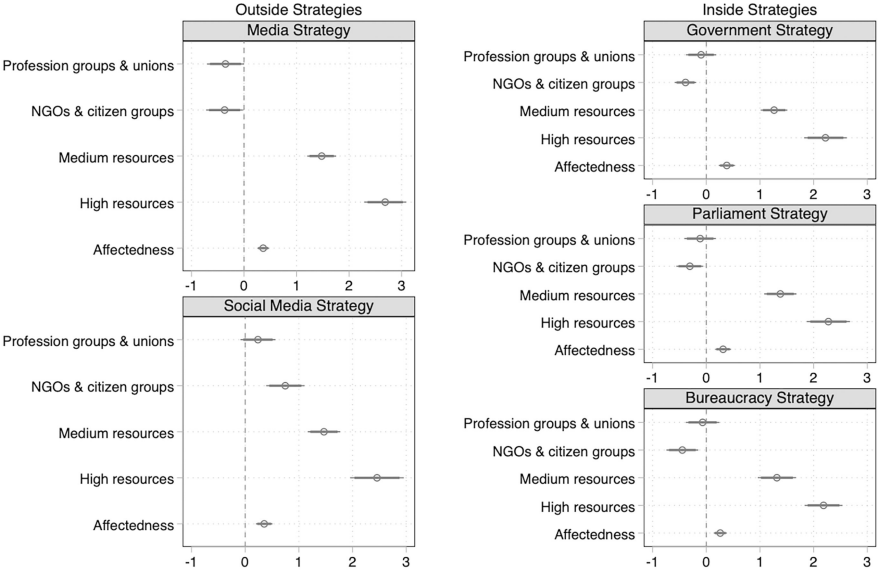 Outside Strategies
Media Strategy
Profession groups & unions
NGOs & citizen groups
Medium resources
High resources
Affectedness
-1 0 1 2 3
Social Media Strategy
Profession groups & unions
NGOs & citizen groups
Medium resources
High resources
Affectedness
-1 0 1 2 3
Inside Strategies
Government Strategy
Profession groups & unions
NGOs & citizen groups
Medium resources
High resources
Affectedness
-1 0 1 2 3
Parliament Strategy
Profession groups & unions
NGOs & citizen groups
Medium resources
High resources
Affectedness
-1 0 1 2 3
Bureaucracy Strategy
Profession groups & unions
NGOs & citizen groups
Medium resources
High resources
Affectedness
-1 0 1 2 3